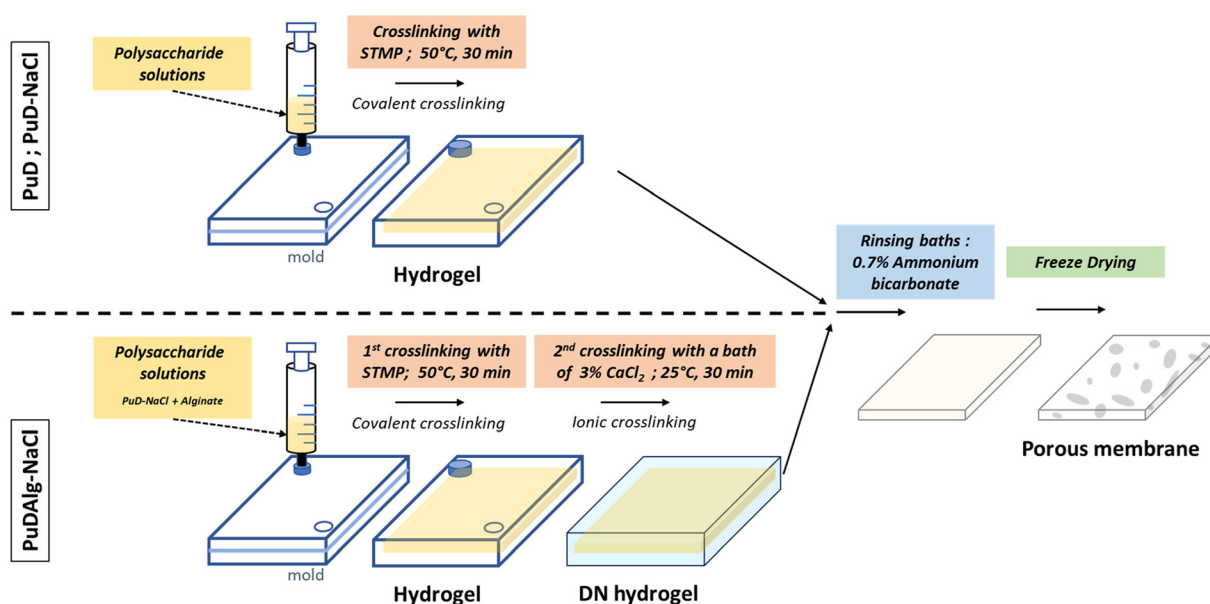 PuD ; PuD-NaCl
Polysaccharide
solutions
Crosslinking with
STMP ; 50°C, 30 min
Covalent crosslinking
mold
Hydrogel
Rinsing baths :
0.7% Ammonium
bicarbonate
Freeze Drying
Porous membrane
PuDAlg-NaCl
Polysaccharide
solutions
PuD-NaCl + Alginate
1st crosslinking with
STMP; 50°C, 30 min
Covalent crosslinking
2nd crosslinking with a bath
of 3% CaCl2 ; 25°C, 30 min
Ionic crosslinking
mold
Hydrogel
DN hydrogel